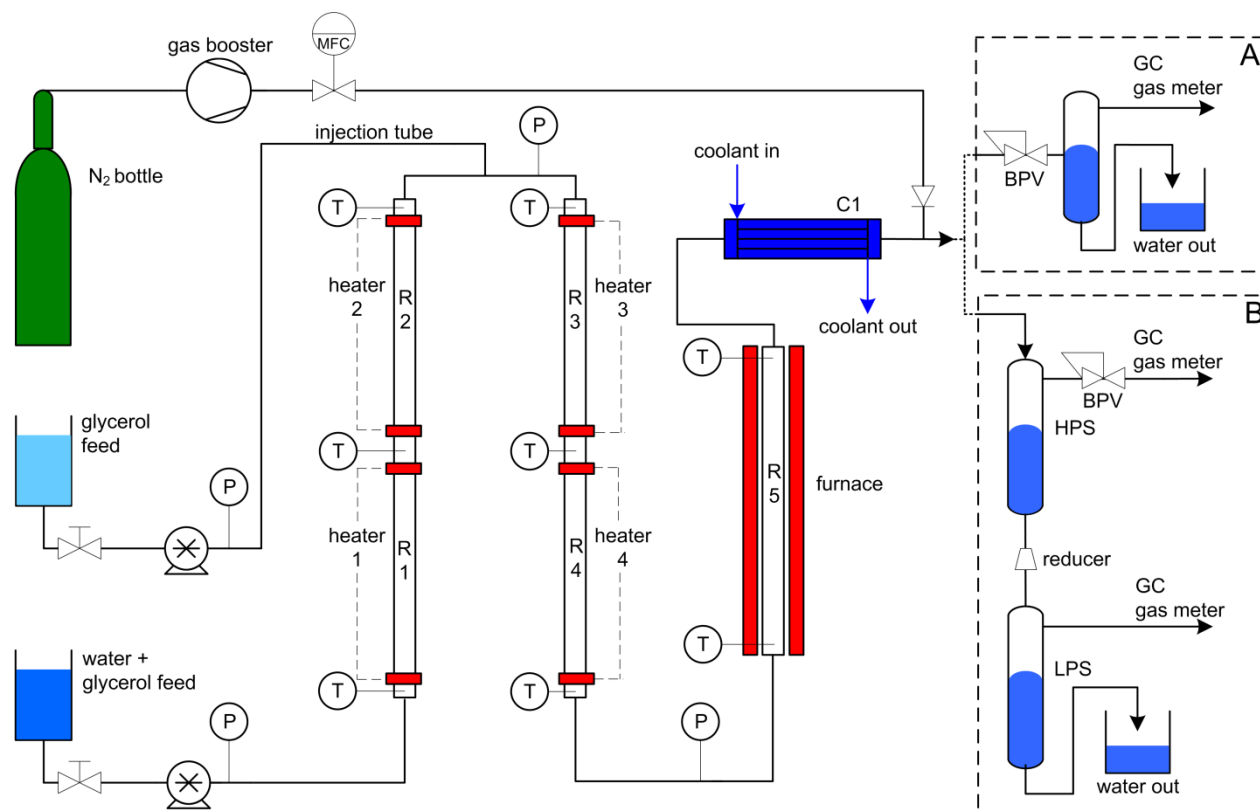 gas booster
MFC
N2 bottle
injection tube
P
A
GC
gas meter
BPV
water out
coolant in
C1
coolant out
T
T
heater
2
R
2
R
3
heater
3
B
GC
gas meter
BPV
HPS
T
glycerol
feed
P
T
T
heater
1
R
1
R
4
heater
4
R
5
furnace
reducer
GC
gas meter
LPS
water out
T
water +
glycerol feed
P
T
T
P